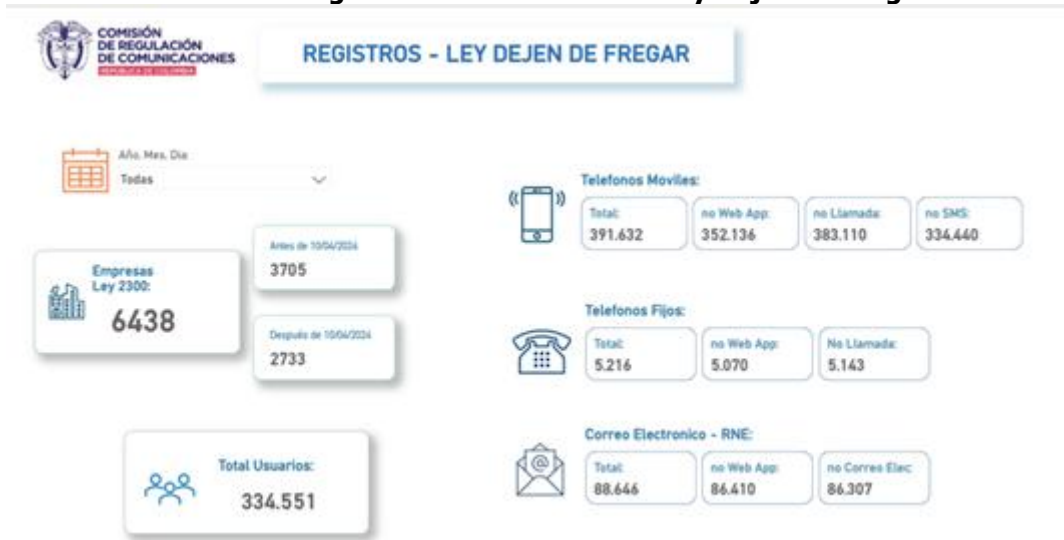 COMISIÓN
DE REGULACIÓN
DE COMUNICACIONES
REPÚBLICA DE COLOMBIA
REGISTROS - LEY DEJEN DE FREGAR
Año, Mes, Dia
Todas
Empresas
Ley 2300:
6438
Antes de 10/04/2024
3705
Después de 10/04/2024
2733
Total Usuarios:
334.551
Telefonos Moviles:
Total: no Web App: no Llamada: no SMS:
391.632 352.136 383.110 334.440
Telefonos Fijos:
Total: no Web App: No Llamada:
5.216 5.070 5.143
Correo Electronico - RNE:
Total: no Web App: no Correo Elec:
88.646 86.410 86.307